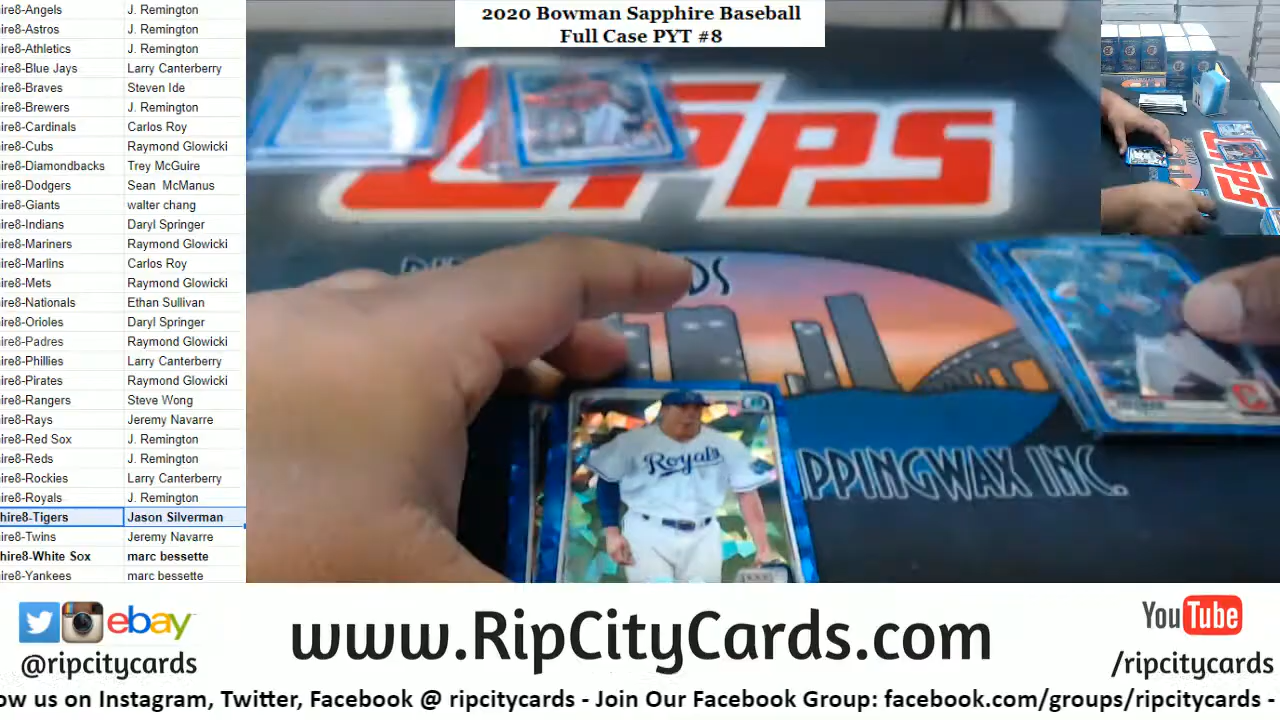 2020 Bowman Sapphire Baseball
Full Case PYT #8
ire8-Angels J. Remington
ire8-Astros J. Remington
ire8-Athletics J. Remington
ire8-Blue Jays Larry Canterberry
ire8-Braves Steven Ide
ire8-Brewers J. Remington
ire8-Cardinals Carlos Roy
ire8-Cubs Raymond Glowicki
ire8-Diamondbacks Trey McGuire
ire8-Dodgers Sean McManus
ire8-Giants walter chang
ire8-Indians Daryl Springer
ire8-Mariners Raymond Glowicki
ire8-Marlins Carlos Roy
ire8-Mets Raymond Glowicki
ire8-Nationals Ethan Sullivan
ire8-Orioles Daryl Springer
ire8-Padres Raymond Glowicki
ire8-Phillies Larry Canterberry
ire8-Pirates Raymond Glowicki
ire8-Rangers Steve Wong
ire8-Rays Jeremy Navarre
ire8-Red Sox J. Remington
ire8-Reds J. Remington
ire8-Rockies Larry Canterberry
ire8-Royals J. Remington
hire8-Tigers Jason Silverman
ire8-Twins Jeremy Navarre
hire8-White Sox marc bessette
ire8-Yankees marc bessette
Topps
DS
Royals
PPINGWAX INC.
ebay
@ripcitycards
www.RipCityCards.com
YouTube
/ripcitycards
ow us on Instagram, Twitter, Facebook @ ripcitycards - Join Our Facebook Group: facebook.com/groups/ripcitycards -